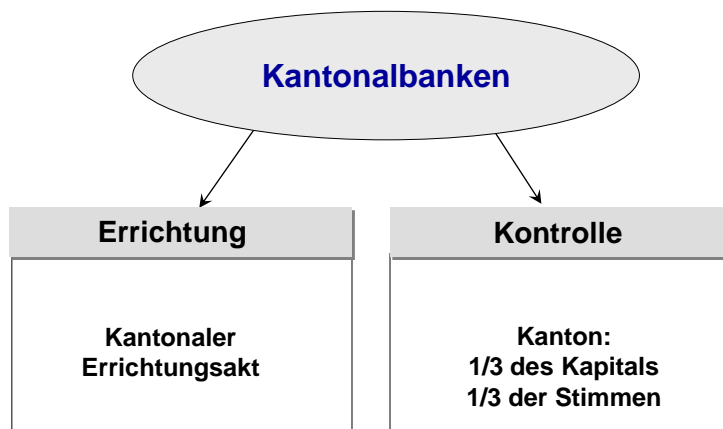 Kantonalbanken
Errichtung
Kantonaler
Errichtungsakt
Kontrolle
Kanton:
1/3 des Kapitals
1/3 der Stimmen